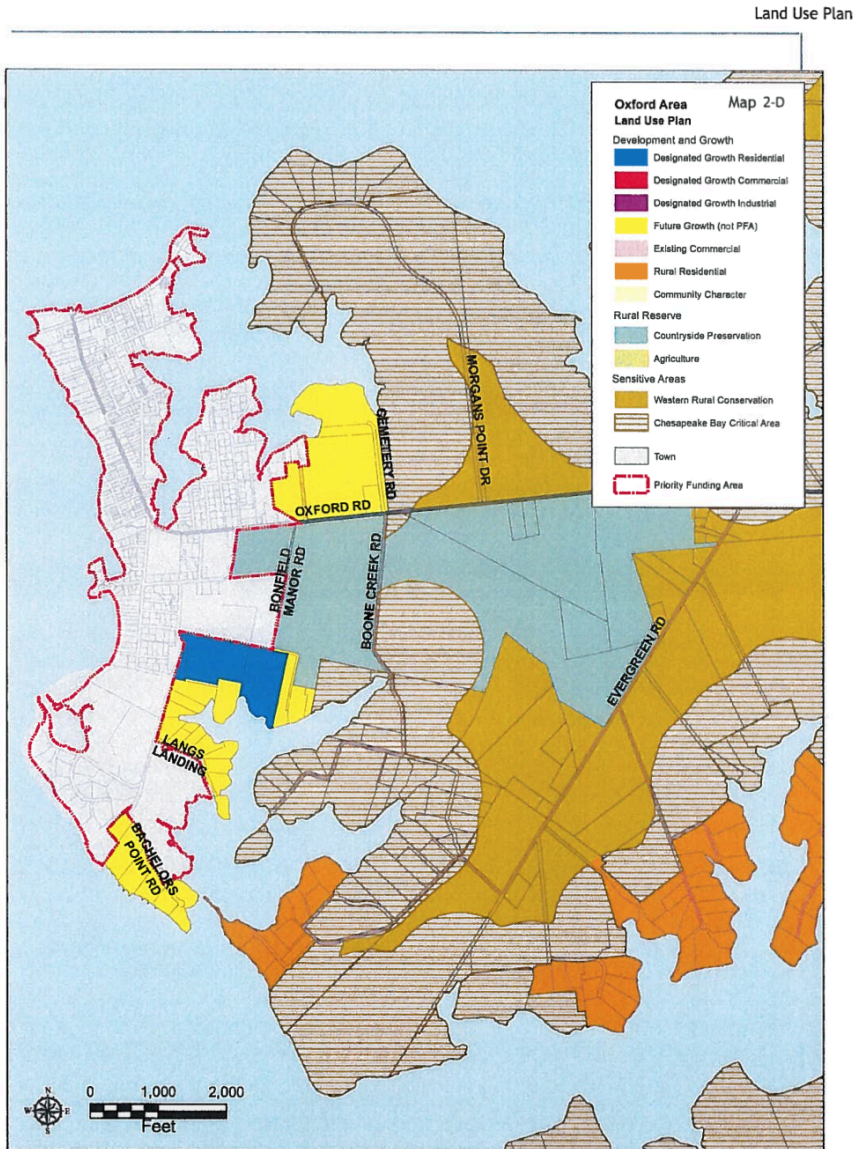 Land Use Plan
Oxford Area Map 2-D
Land Use Plan
Development and Growth
Designated Growth Residential
Designated Growth Commercial
Designated Growth Industrial
Future Growth (not PFA)
Existing Commercial
Rural Residential
Community Character
Rural Reserve
Countryside Preservation
Agriculture
Sensitive Areas
Western Rural Conservation
Chesapeake Bay Critical Area
Town
Priority Funding Area
MORGANS POINT DR
CEMETERY RD
OXFORD RD
BONFIELD
MANOR RD
BOONE CREEK RD
EVERGREEN RD
LANGS
LANDING
BACHELORS
POINT RD
N
W E
S
0 1,000 2,000
Feet